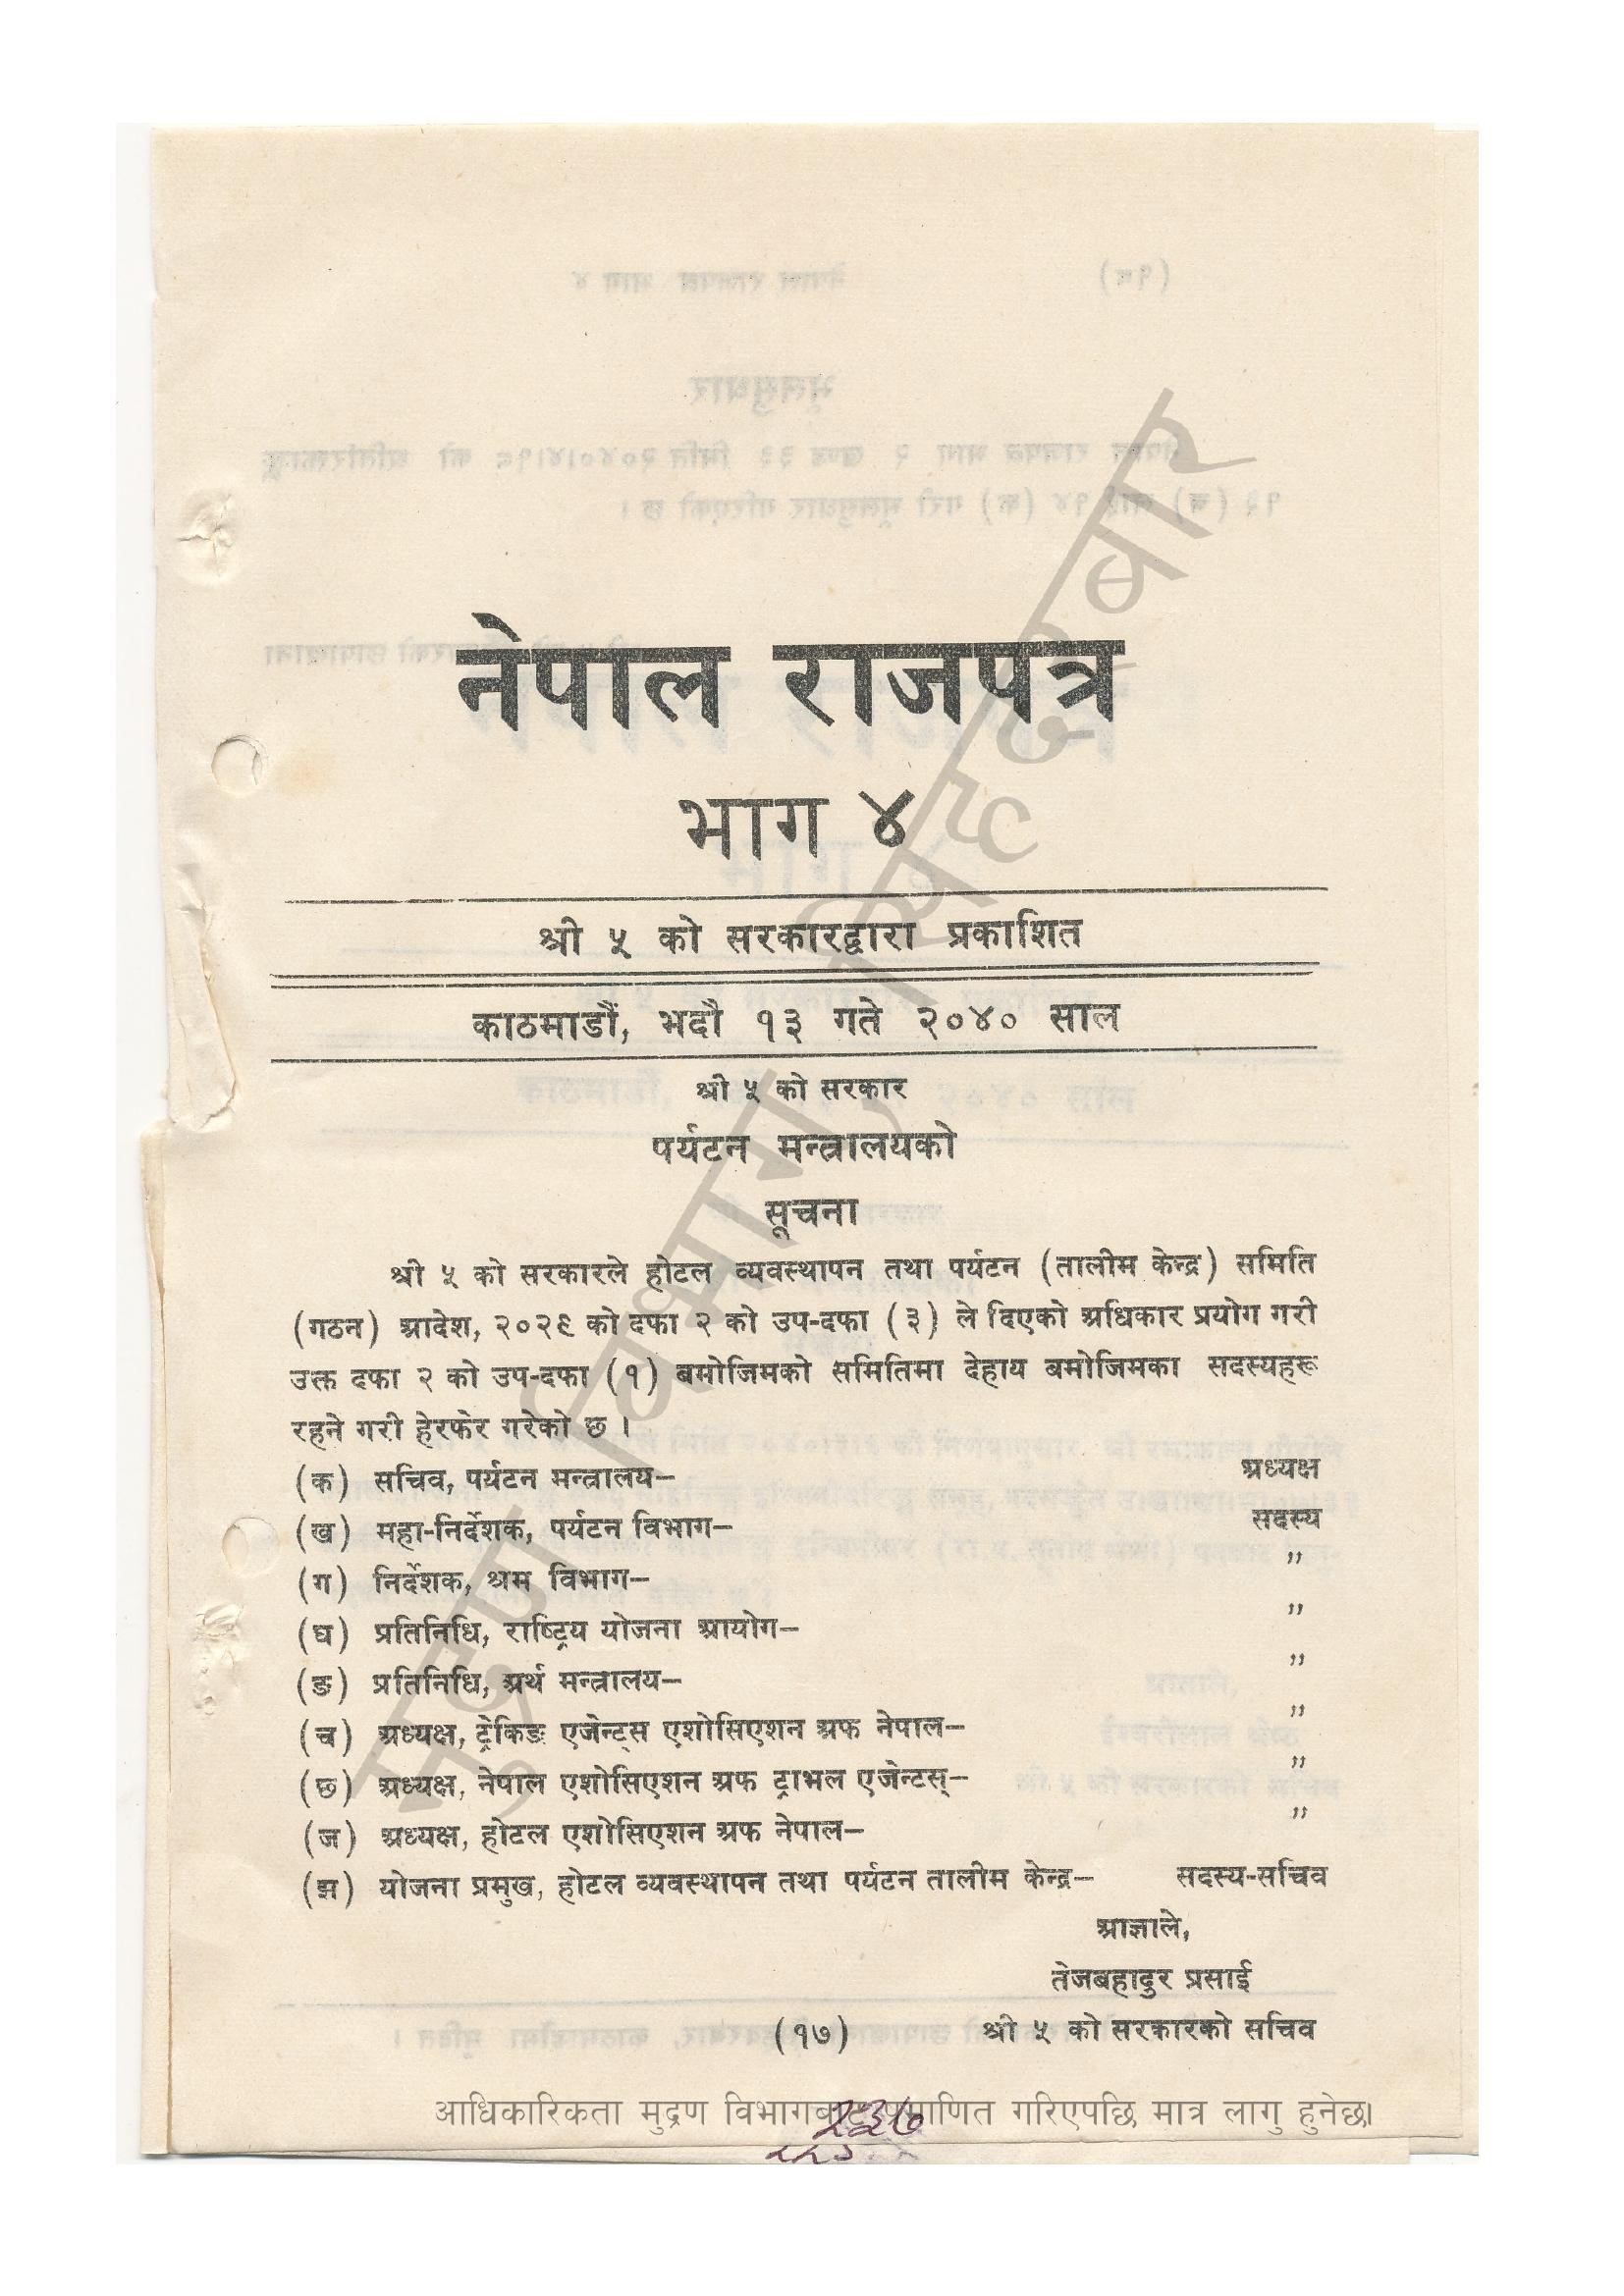 नेपाल राजपत्र
भाग ४
श्री ५ को सरकारद्वारा प्रकाशित
काठमाडौं, भदौ १३ गते २०४० साल
श्री ५ को सरकार
पर्यटन मन्त्रालयको
सूचना
श्री ५ को सरकारले होटल व्यवस्थापन तथा पर्यटन (तालीम केन्द्र) समिति
(गठन) आदेश, २०२९ को दफा २ को उप-दफा (३) ले दिएको अधिकार प्रयोग गरी
उक्त दफा २ को उप-दफा (१) बमोजिमको समितिमा देहाय बमोजिमका सदस्यहरू
रहने गरी हेरफेर गरेको छ ।
(क) सचिव, पर्यटन मन्त्रालय– अध्यक्ष
(ख) महा-निर्देशक, पर्यटन विभाग– सदस्य
(ग) निर्देशक, श्रम विभाग– "
(घ) प्रतिनिधि, राष्ट्रिय योजना आयोग– "
(ङ) प्रतिनिधि, अर्थ मन्त्रालय– "
(च) अध्यक्ष, ट्रेकिङ एजेन्ट्स एशोसिएशन अफ नेपाल– "
(छ) अध्यक्ष, नेपाल एशोसिएशन अफ ट्राभल एजेन्टस्– "
(ज) अध्यक्ष, होटल एशोसिएशन अफ नेपाल– "
(झ) योजना प्रमुख, होटल व्यवस्थापन तथा पर्यटन तालीम केन्द्र– सदस्य-सचिव
आज्ञाले,
तेजबहादुर प्रसाई
(१७) श्री ५ को सरकारको सचिव
आधिकारिकता मुद्रण विभागबाट प्रमाणित गरिएपछि मात्र लागु हुनेछ।
२३७
मुद्रण विभाग, सिंहदरबार